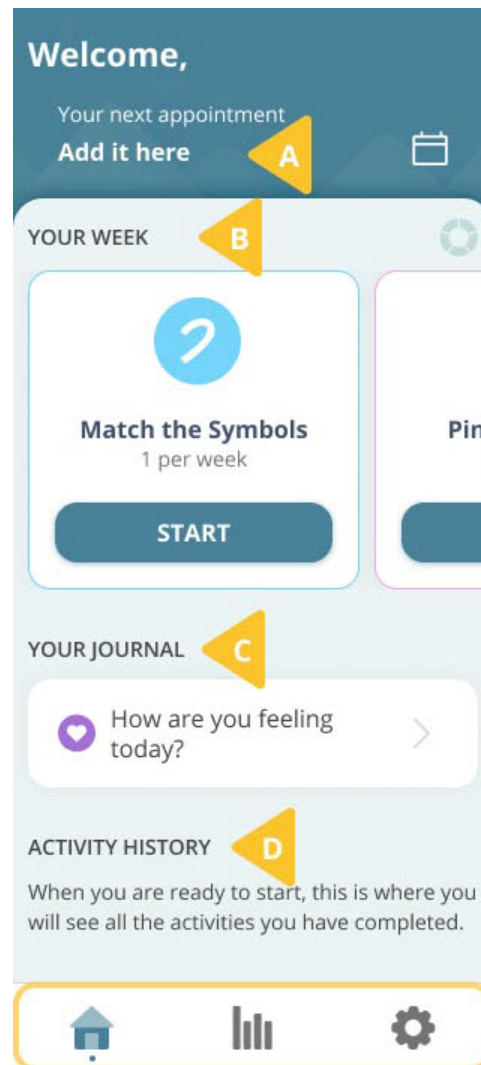 Welcome,
Your next appointment
Add it here
A
YOUR WEEK
B
Match the Symbols
1 per week
START
Pin
YOUR JOURNAL
C
How are you feeling
today?
ACTIVITY HISTORY
D
When you are ready to start, this is where you
will see all the activities you have completed.